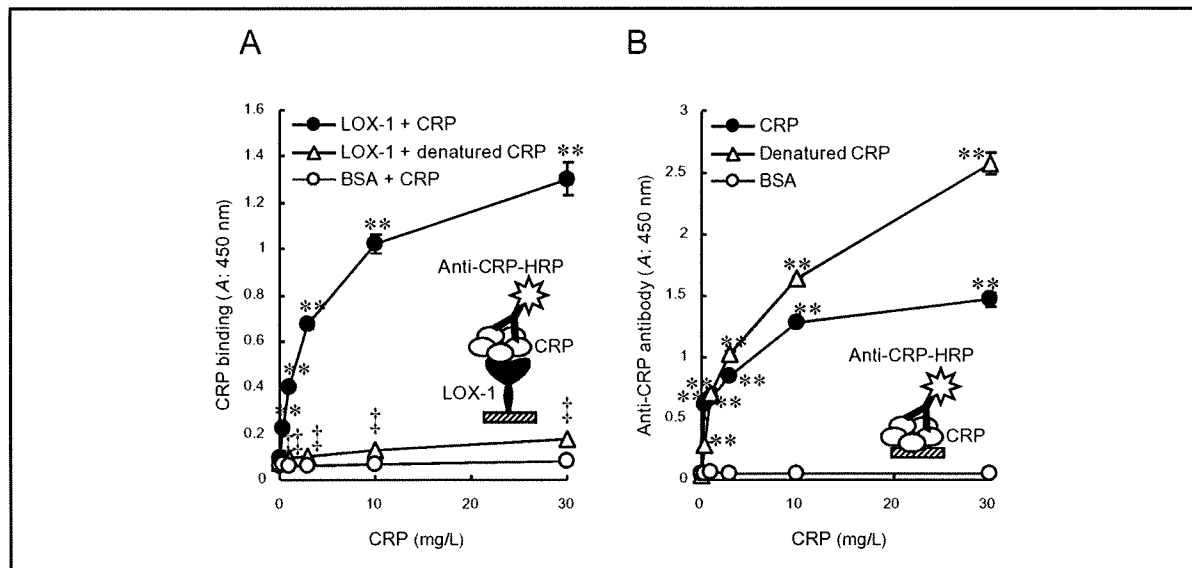 A
CRP binding (A: 450 nm)
1.6
1.4
1.2
1
0.8
0.6
0.4
0.2
0
LOX-1 + CRP
LOX-1 + denatured CRP
BSA + CRP
**
**
**
**
**
‡
‡
‡
‡
‡
Anti-CRP-HRP
CRP
LOX-1
0
10
20
30
CRP (mg/L)
B
Anti-CRP antibody (A: 450 nm)
3
2.5
2
1.5
1
0.5
0
CRP
Denatured CRP
BSA
**
**
**
**
**
**
**
**
**
**
Anti-CRP-HRP
CRP
0
10
20
30
CRP (mg/L)